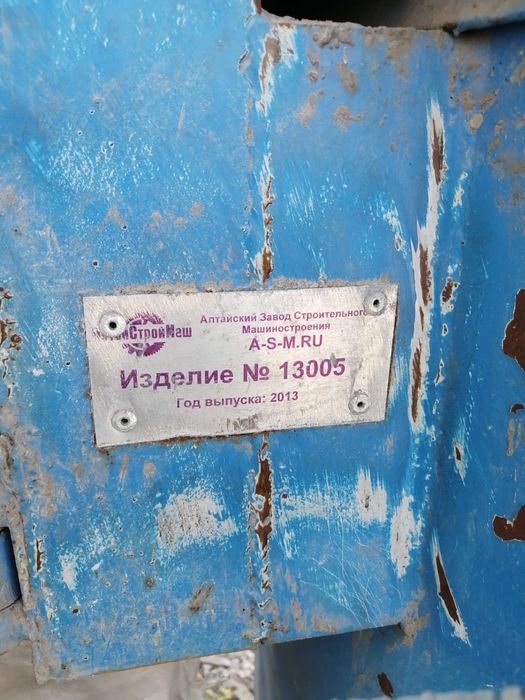 Алтайский Завод Строительного
Машиностроения
A-S-M.RU
Изделие № 13005
Год выпуска: 2013